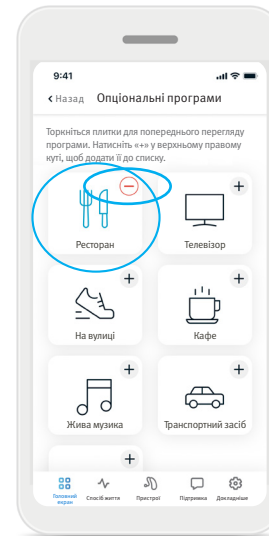 9:41
Назад Опціональні програми
Торкніться плитки для попереднього перегляду
програми. Натисніть «+» у верхньому правому
куті, щоб додати її до списку.
Ресторан Телевізор
На вулиці Кафе
Жива музика Транспортний засіб
Головний
екран
Спосіб життя Пристрої Підтримка Докладніше